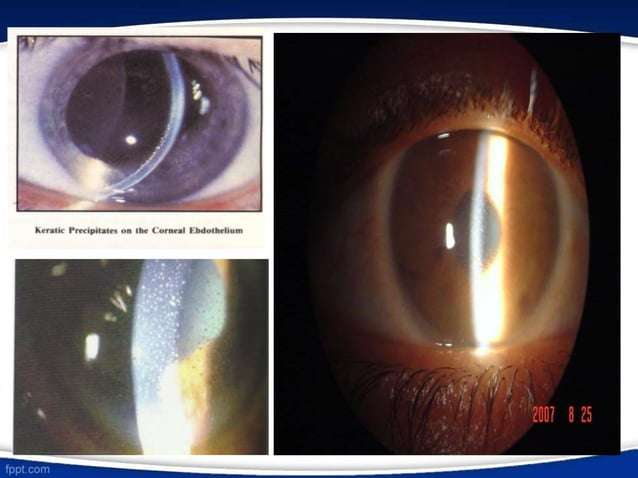 Keratic Precipitates on the Corneal Ebdothelium
2007 8 25
fppt.com